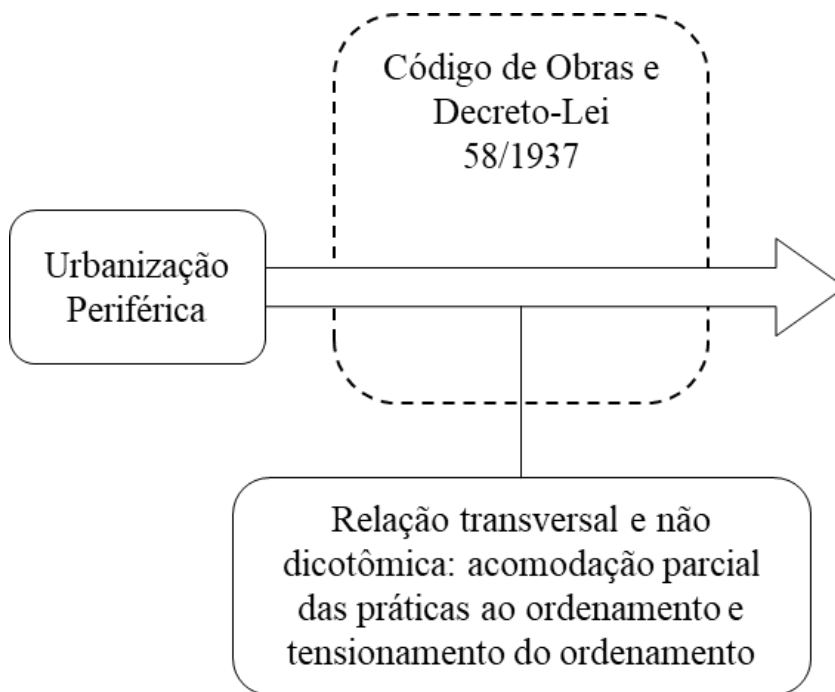 Código de Obras e
Decreto-Lei
58/1937
Urbanização
Periférica
Relação transversal e não
dicotômica: acomodação parcial
das práticas ao ordenamento e
tensionamento do ordenamento